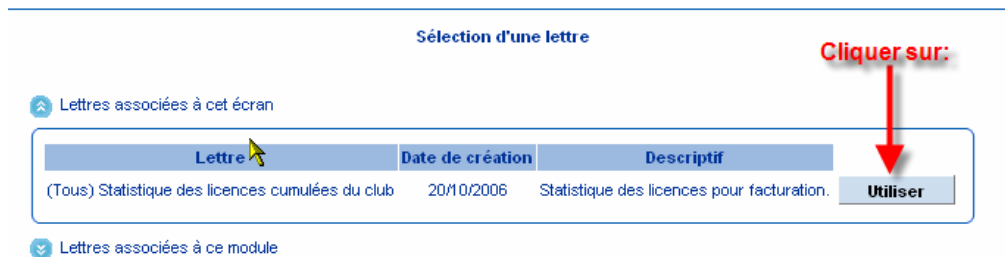 Sélection d'une lettre
Cliquer sur:
Lettres associées à cet écran
Lettre Date de création Descriptif
(Tous) Statistique des licences cumulées du club 20/10/2006 Statistique des licences pour facturation. Utiliser
Lettres associées à ce module